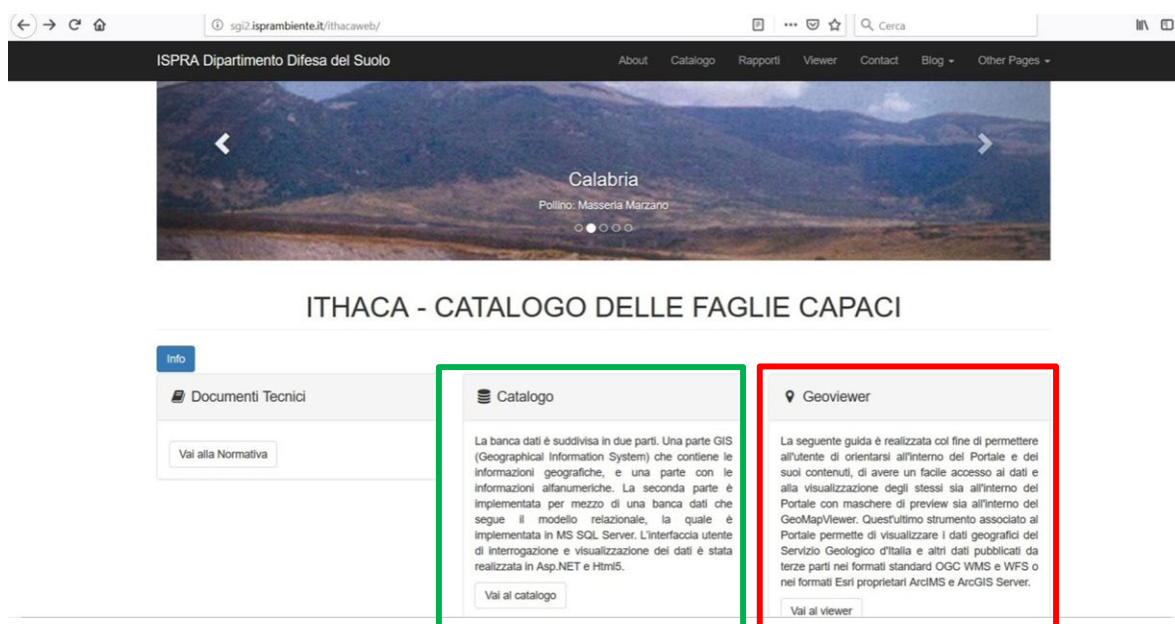 sgi2.isprambiente.it/ithacaweb/
Cerca
ISPRA Dipartimento Difesa del Suolo
About Catalogo Rapporti Viewer Contact Blog Other Pages
Calabria
Pollino: Masseria Marzano
ITHACA - CATALOGO DELLE FAGLIE CAPACI
Info
Documenti Tecnici
Vai alla Normativa
Catalogo
La banca dati è suddivisa in due parti. Una parte GIS
(Geographical Information System) che contiene le
informazioni geografiche, e una parte con le
informazioni alfanumeriche. La seconda parte è
implementata per mezzo di una banca dati che
segue il modello relazionale, la quale è
implementata in MS SQL Server. L'interfaccia utente
di interrogazione e visualizzazione dei dati è stata
realizzata in Asp.NET e Html5.
Vai al catalogo
Geoviewer
La seguente guida è realizzata col fine di permettere
all'utente di orientarsi all'interno del Portale e dei
suoi contenuti, di avere un facile accesso ai dati e
alla visualizzazione degli stessi sia all'interno del
Portale con maschere di preview sia all'interno del
GeoMapViewer. Quest'ultimo strumento associato al
Portale permette di visualizzare i dati geografici del
Servizio Geologico d'Italia e altri dati pubblicati da
terze parti nei formati standard OGC WMS e WFS o
nei formati Esri proprietari ArcIMS e ArcGIS Server.
Vai al viewer